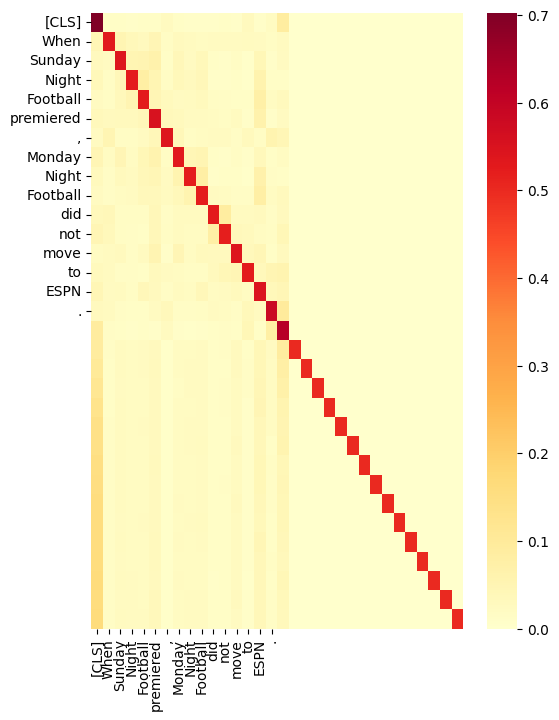 [CLS]
When
Sunday
Night
Football
premiered
,
Monday
Night
Football
did
not
move
to
ESPN
.
0.7
0.6
0.5
0.4
0.3
0.2
0.1
0.0
[CLS]
When
Sunday
Night
Football
premiered
,
Monday
Night
Football
did
not
move
to
ESPN
.